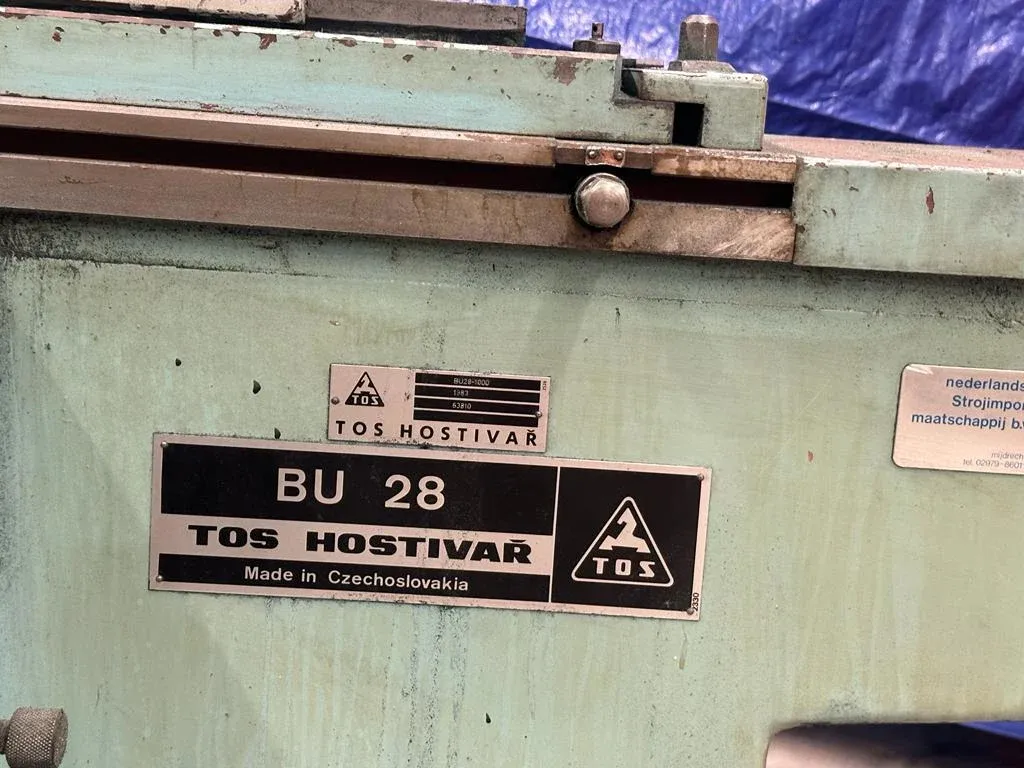 BU28-1000
1983
63810
TOS
TOS HOSTIVAŘ
BU 28
TOS HOSTIVAŘ
Made in Czechoslovakia
TOS
2330
nederlands
Strojimpor
maatschappij b.v
mijdrech
tel. 02979-8601